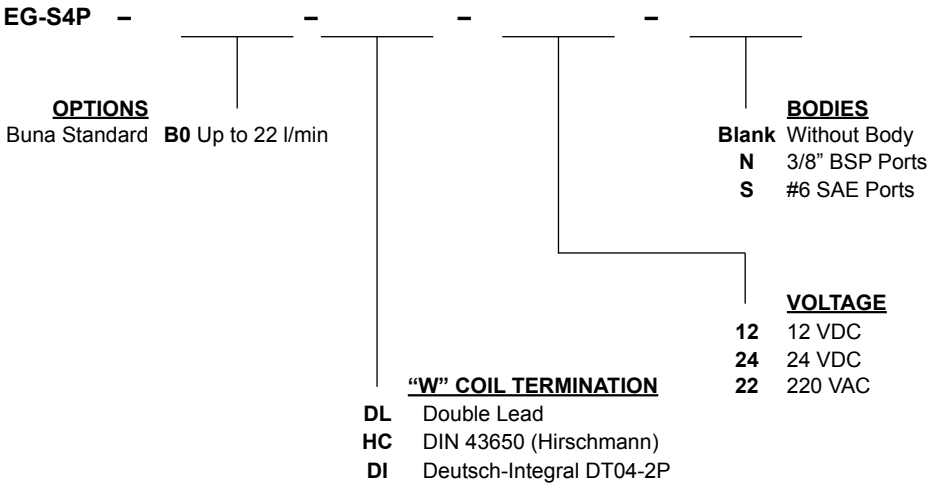 EG-S4P – – – –
OPTIONS
Buna Standard B0 Up to 22 l/min
BODIES
Blank Without Body
N 3/8” BSP Ports
S #6 SAE Ports
VOLTAGE
12 12 VDC
24 24 VDC
22 220 VAC
“W” COIL TERMINATION
DL Double Lead
HC DIN 43650 (Hirschmann)
DI Deutsch-Integral DT04-2P